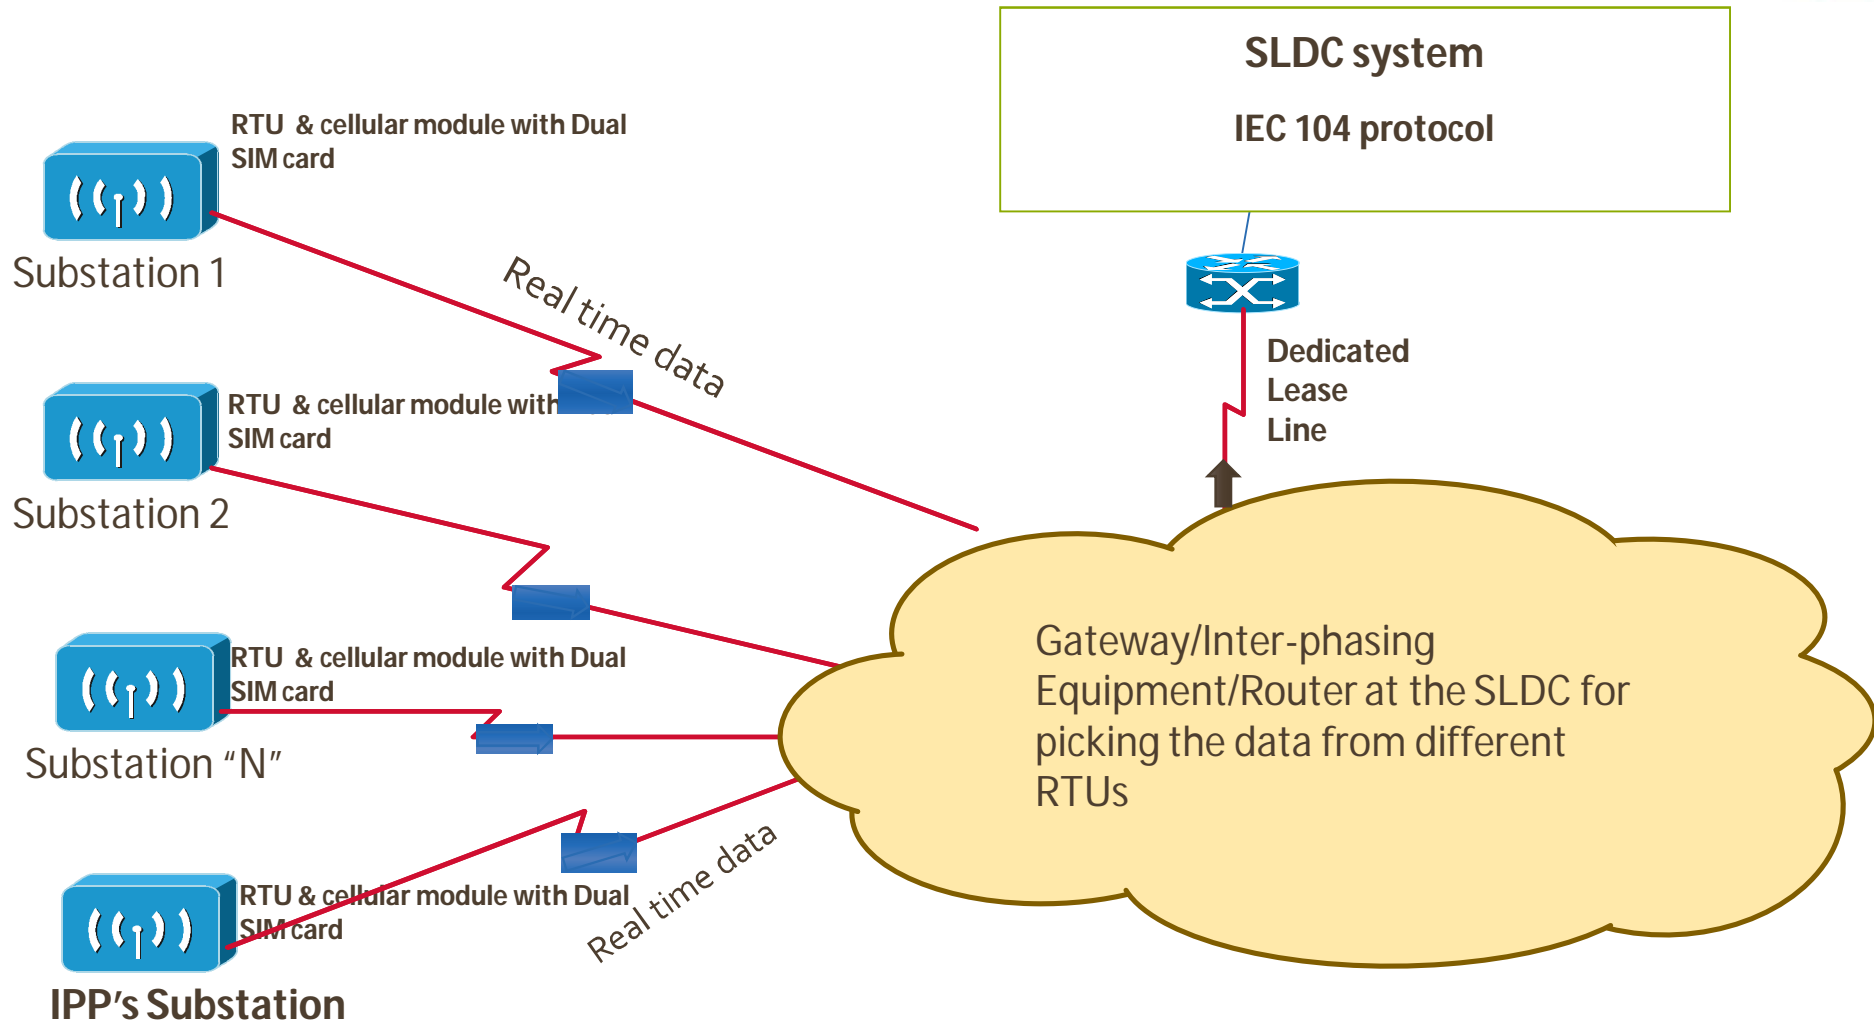 SLDC system
IEC 104 protocol
RTU & cellular module with Dual
SIM card
Substation 1
Real time data
Dedicated
Lease
Line
RTU & cellular module with
SIM card
Substation 2
Gateway/Inter-phasing
Equipment/Router at the SLDC for
picking the data from different
RTUs
RTU & cellular module with Dual
SIM card
Substation “N”
Real time data
RTU & cellular module with Dual
SIM card
IPP's Substation